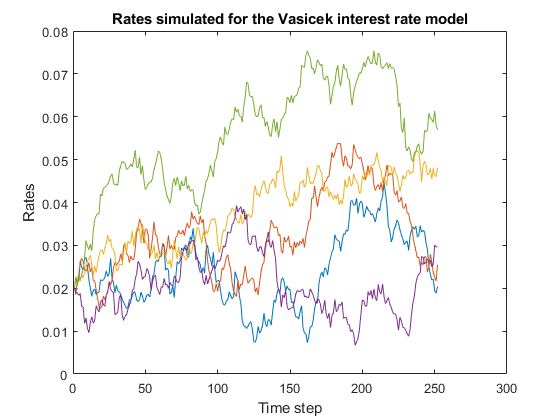 Rates simulated for the Vasicek interest rate model
0.08
0.07
0.06
0.05
0.04
0.03
0.02
0.01
0
Rates
0 50 100 150 200 250 300
Time step